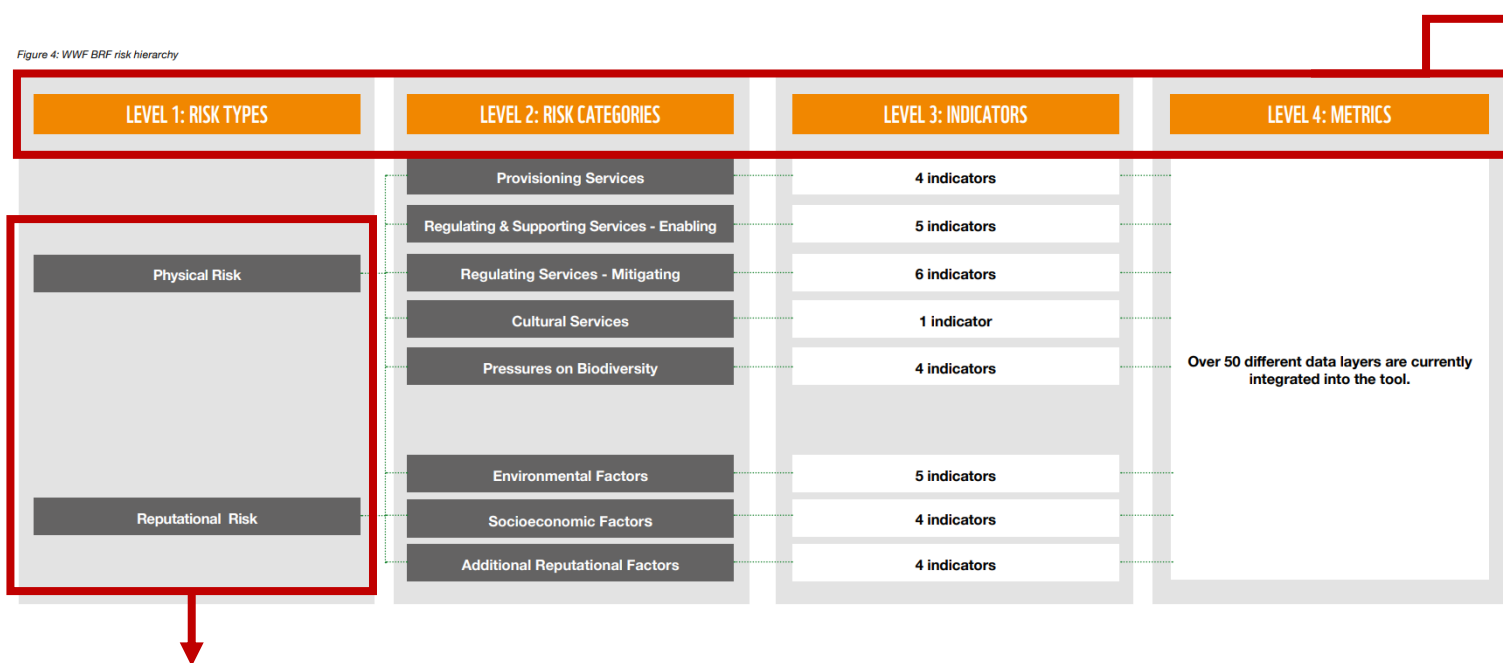 Figure 4: WWF BRF risk hierarchy
LEVEL 1: RISK TYPES
LEVEL 2: RISK CATEGORIES
LEVEL 3: INDICATORS
LEVEL 4: METRICS
Provisioning Services
4 indicators
Regulating & Supporting Services - Enabling
5 indicators
Physical Risk
Regulating Services - Mitigating
6 indicators
Cultural Services
1 indicator
Pressures on Biodiversity
4 indicators
Over 50 different data layers are currently
integrated into the tool.
Environmental Factors
5 indicators
Reputational Risk
Socioeconomic Factors
4 indicators
Additional Reputational Factors
4 indicators